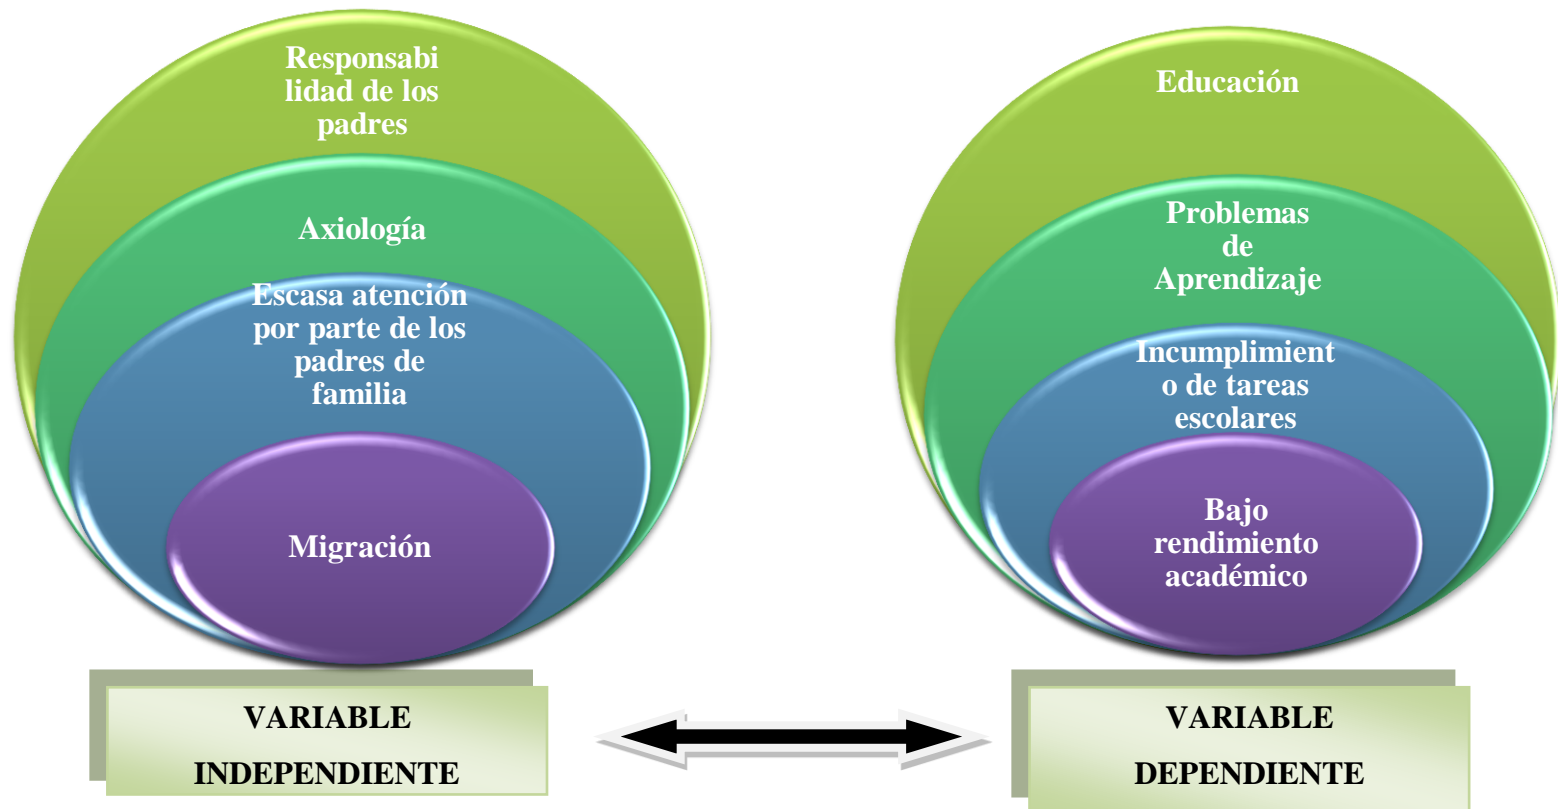 Responsabi
lidad de los
padres
Axiología
Escasa atención
por parte de los
padres de
familia
Migración
VARIABLE
INDEPENDIENTE
Educación
Problemas
de
Aprendizaje
Incumplimient
o de tareas
escolares
Bajo
rendimiento
académico
VARIABLE
DEPENDIENTE